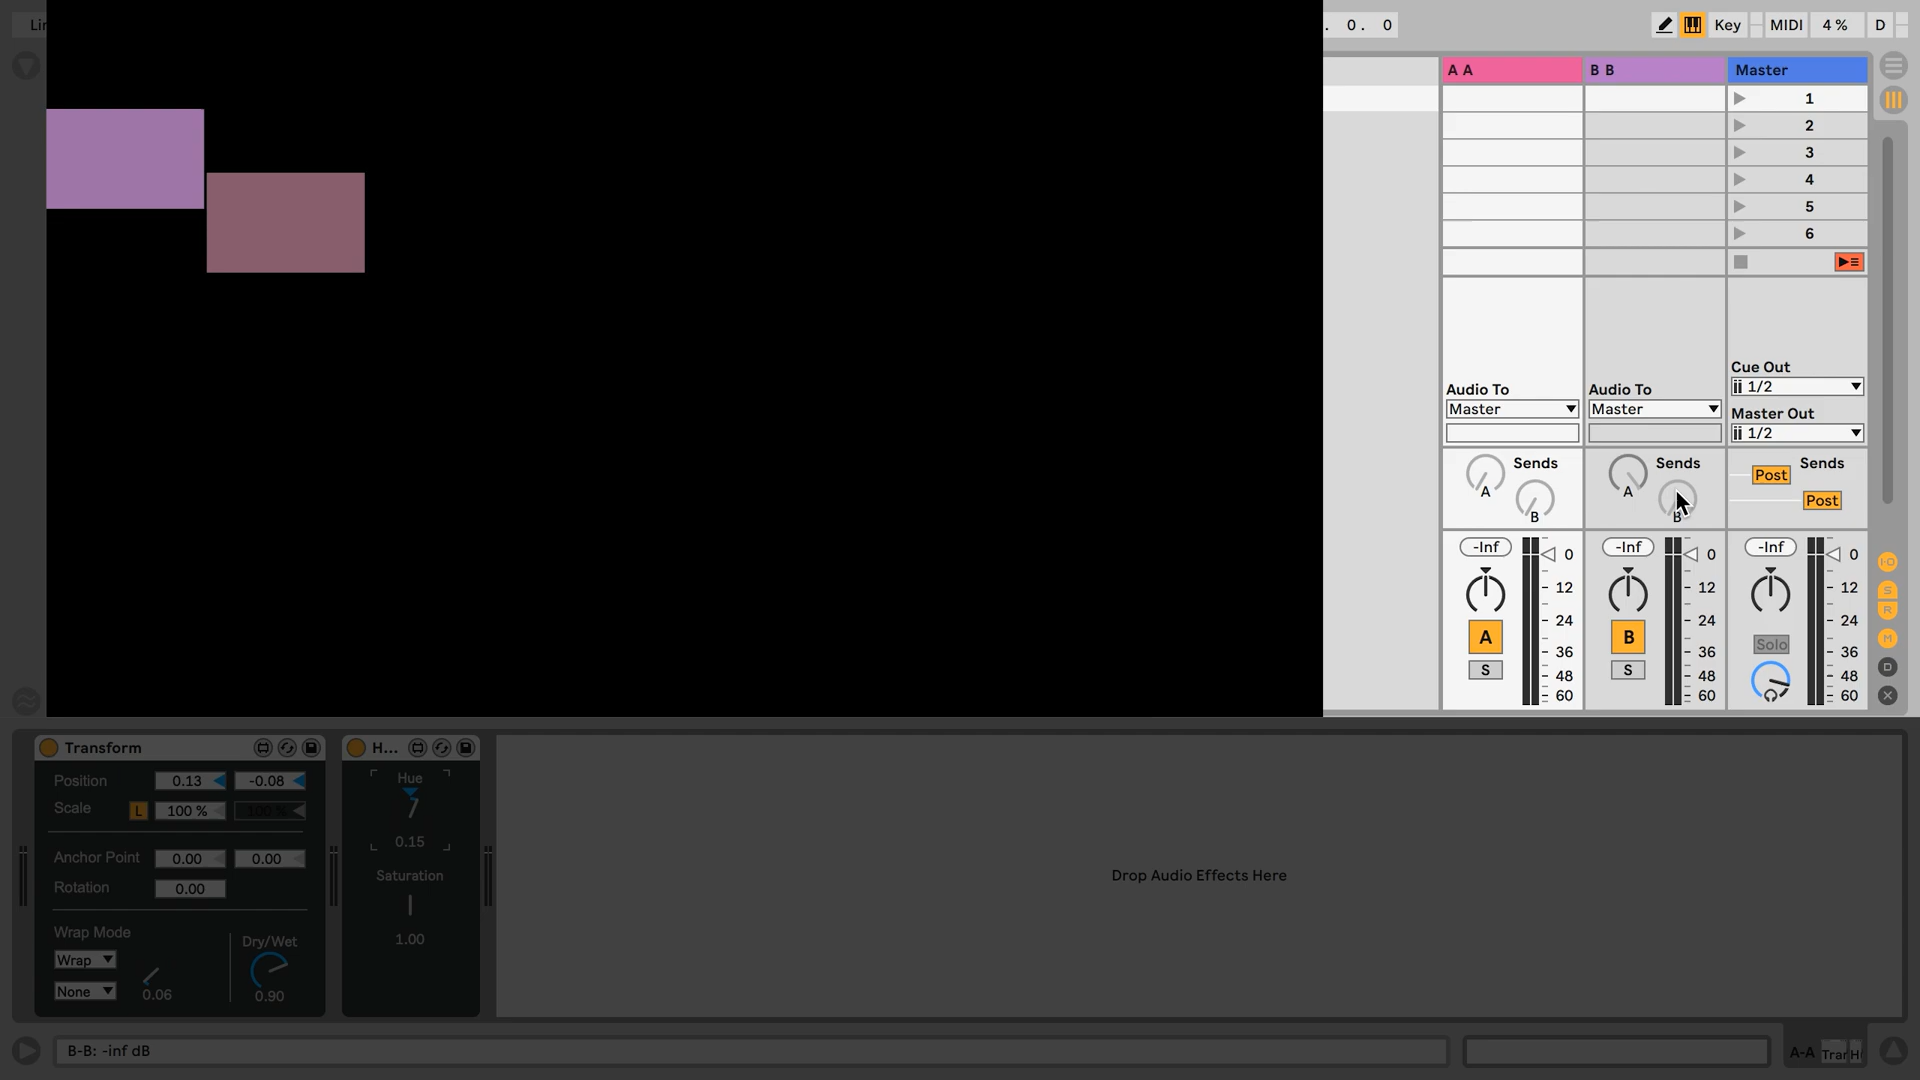 Lin
. 0. 0
Key
MIDI
4 %
D
A A
B B
Master
1
2
3
4
5
6
Cue Out
1/2
Audio To
Audio To
Master
Master
Master Out
1/2
Sends
Sends
Sends
A
B
A
B
Post
Post
-Inf
-Inf
-Inf
0
12
24
36
48
60
0
12
24
36
48
60
0
12
24
36
48
60
A
B
Solo
S
S
I·O
S
R
M
D
X
Transform
H...
Position 0.13 -0.08
Scale L 100 % 100 %
Anchor Point 0.00 0.00
Rotation 0.00
Wrap Mode
Wrap
None
0.06
Dry/Wet
0.90
Hue
0.15
Saturation
1.00
Drop Audio Effects Here
B-B: -inf dB
A-A
Tran
H